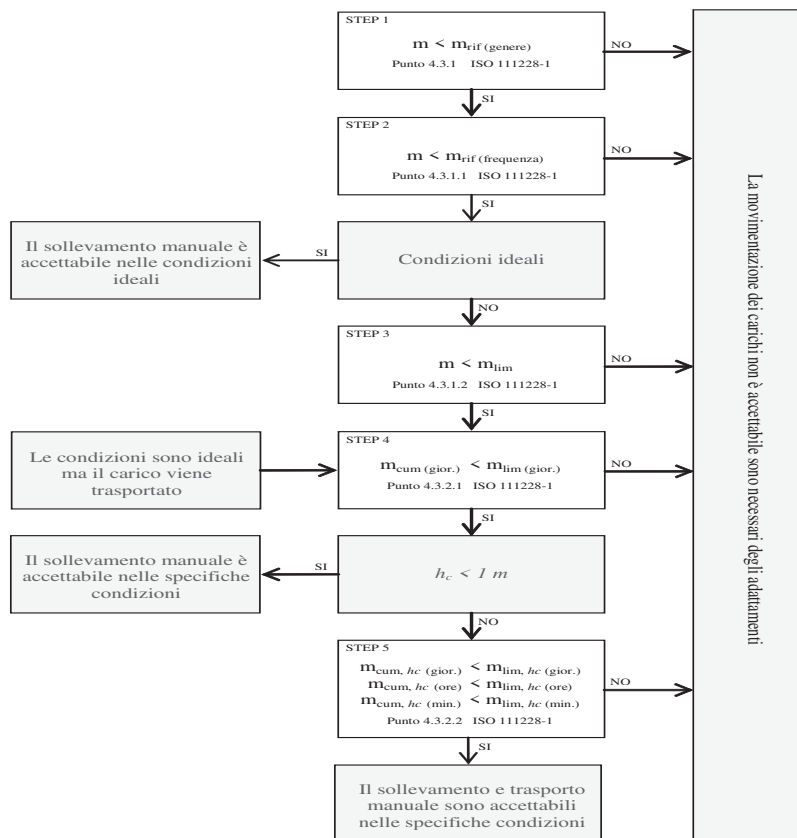 STEP 1
m < mrif (genere)
Punto 4.3.1 ISO 111228-1
NO
SI
STEP 2
m < mrif (frequenza)
Punto 4.3.1.1 ISO 111228-1
NO
SI
Il sollevamento manuale è
accettabile nelle condizioni
ideali
SI
Condizioni ideali
NO
STEP 3
m < mlim
Punto 4.3.1.2 ISO 111228-1
NO
SI
Le condizioni sono ideali
ma il carico viene
trasportato
STEP 4
mcum (gior.) < mlim (gior.)
Punto 4.3.2.1 ISO 111228-1
NO
SI
Il sollevamento manuale è
accettabile nelle specifiche
condizioni
SI
hc < 1 m
NO
STEP 5
mcum, hc (gior.) < mlim, hc (gior.)
mcum, hc (ore) < mlim, hc (ore)
mcum, hc (min.) < mlim, hc (min.)
Punto 4.3.2.2 ISO 111228-1
NO
SI
Il sollevamento e trasporto
manuale sono accettabili
nelle specifiche condizioni
La movimentazione dei carichi non è accettabile sono necessari degli adattamenti